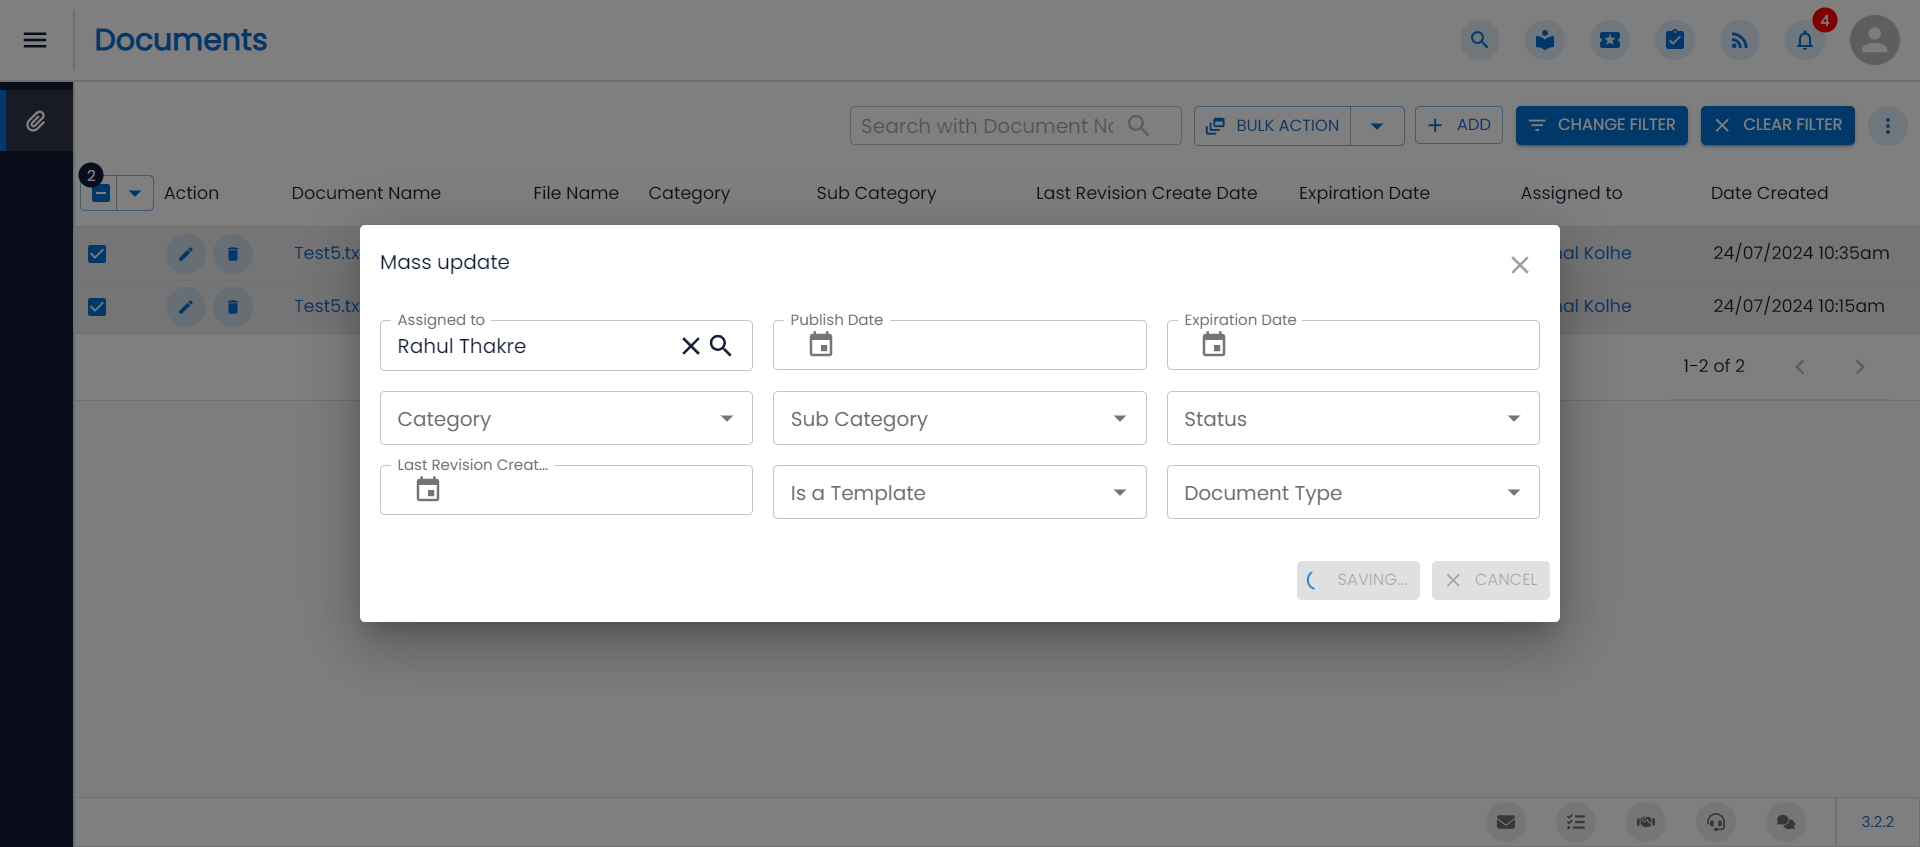 Documents
4
Search with Document Nc
BULK ACTION
ADD
CHANGE FILTER
CLEAR FILTER
2
Action
Document Name
File Name
Category
Sub Category
Last Revision Create Date
Expiration Date
Assigned to
Date Created
Test5.tx
al Kolhe
24/07/2024 10:35am
Test5.tx
al Kolhe
24/07/2024 10:15am
1-2 of 2
Mass update
Assigned to
Rahul Thakre
Publish Date
Expiration Date
Category
Sub Category
Status
Last Revision Creat...
Is a Template
Document Type
SAVING...
CANCEL
3.2.2